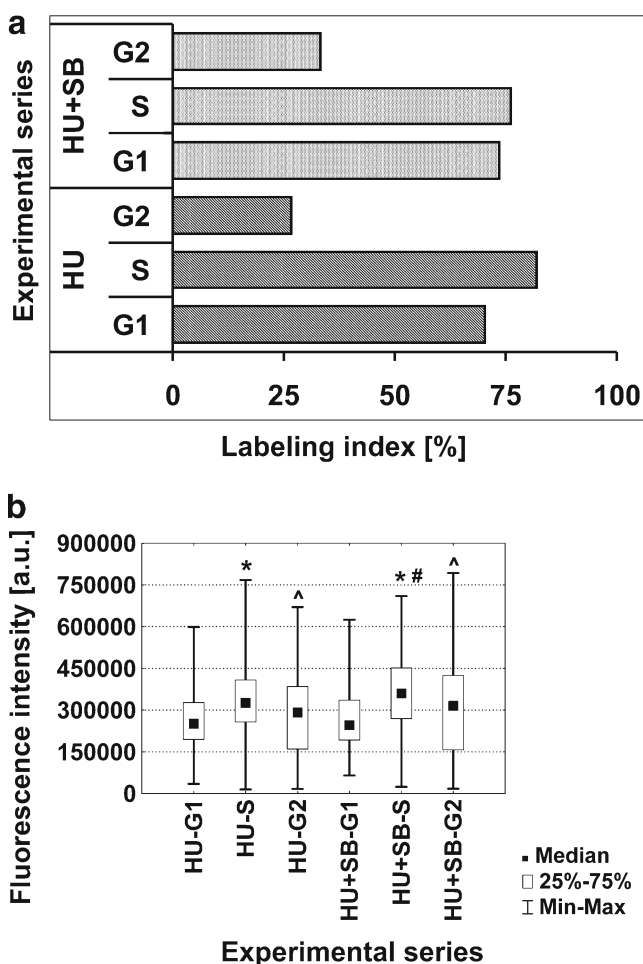 a
Experimental series
HU+SB
G2
S
G1
HU
G2
S
G1
0 25 50 75 100
Labeling index [%]
b
Fluorescence intensity [a.u.]
900000
750000
600000
450000
300000
150000
0
* ^ * # ^
HU-G1
HU-S
HU-G2
HU+SB-G1
HU+SB-S
HU+SB-G2
Median
25%-75%
Min-Max
Experimental series